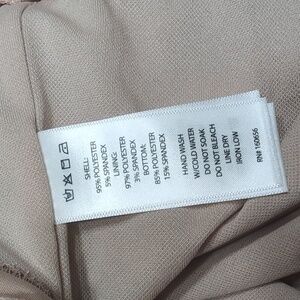 SHELL:
95% POLYESTER
5% SPANDEX
LINING:
97% POLYESTER
3% SPANDEX
BOTTOM:
85% POLYESTER
15% SPANDEX
HAND WASH
W/COLD WATER
DO NOT SOAK
DO NOT BLEACH
LINE DRY
IRON LOW
RN# 160656